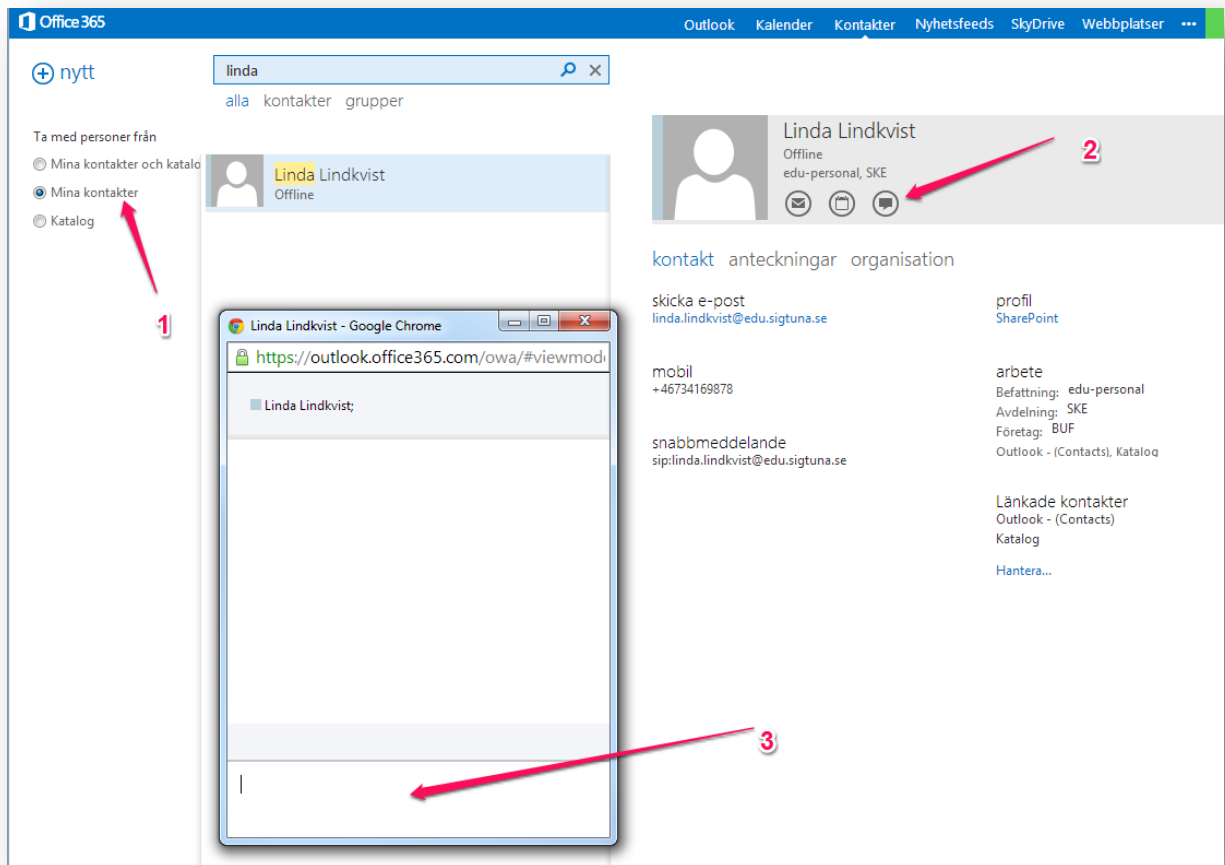 Office 365
Outlook Kalender Kontakter Nyhetsfeeds SkyDrive Webbplatser •••
nytt
linda
alla kontakter grupper
Ta med personer från
Mina kontakter och katalo
Mina kontakter
Katalog
1
Linda Lindkvist
Offline
Linda Lindkvist
Offline
edu-personal, SKE
2
kontakt anteckningar organisation
skicka e-post
linda.lindkvist@edu.sigtuna.se
mobil
+46734169878
snabbmeddelande
sip:linda.lindkvist@edu.sigtuna.se
profil
SharePoint
arbete
Befattning: edu-personal
Avdelning: SKE
Företag: BUF
Outlook - (Contacts), Katalog
Länkade kontakter
Outlook - (Contacts)
Katalog
Hantera...
Linda Lindkvist - Google Chrome
https://outlook.office365.com/owa/#viewmod
Linda Lindkvist;
3